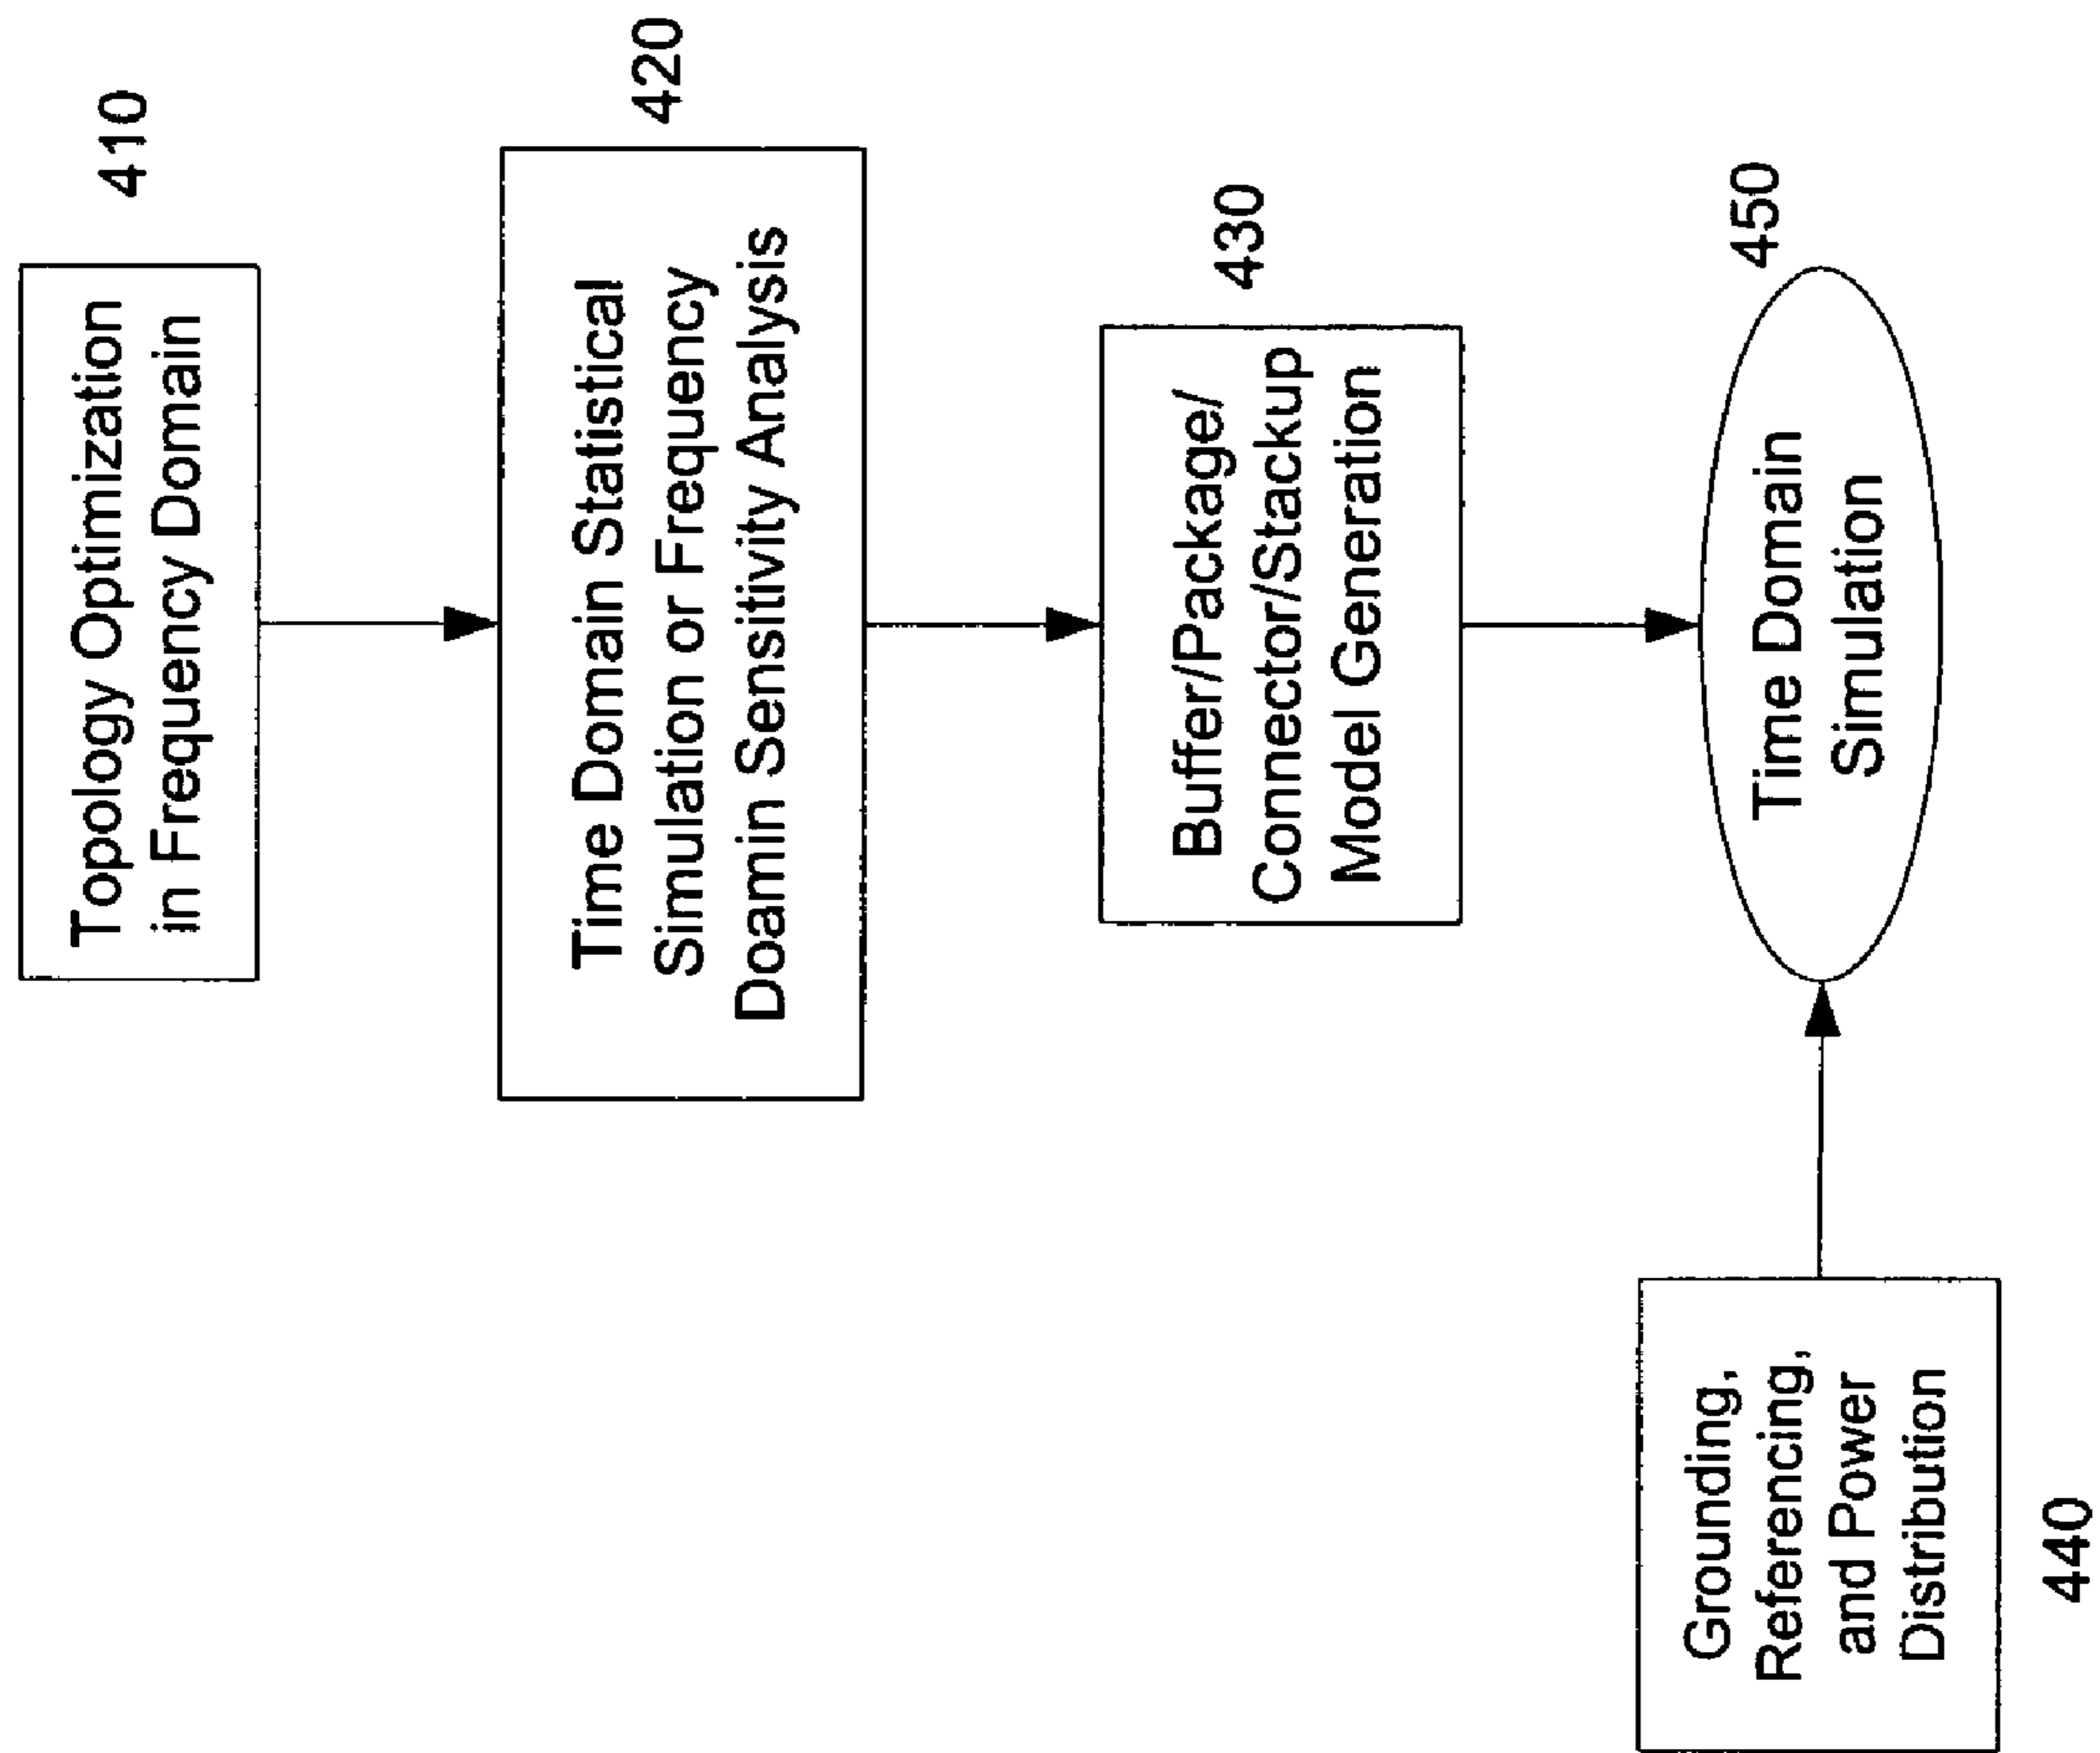 Topology Optimization
in Frequency Domain
410
Time Domain Statistical
Simulation or Frequency
Doamin Sensitivity Analysis
420
Buffer/Package/
Connector/Stackup
Model Generation
430
Grounding,
Referencing,
and Power
Distribution
440
Time Domain
Simulation
450